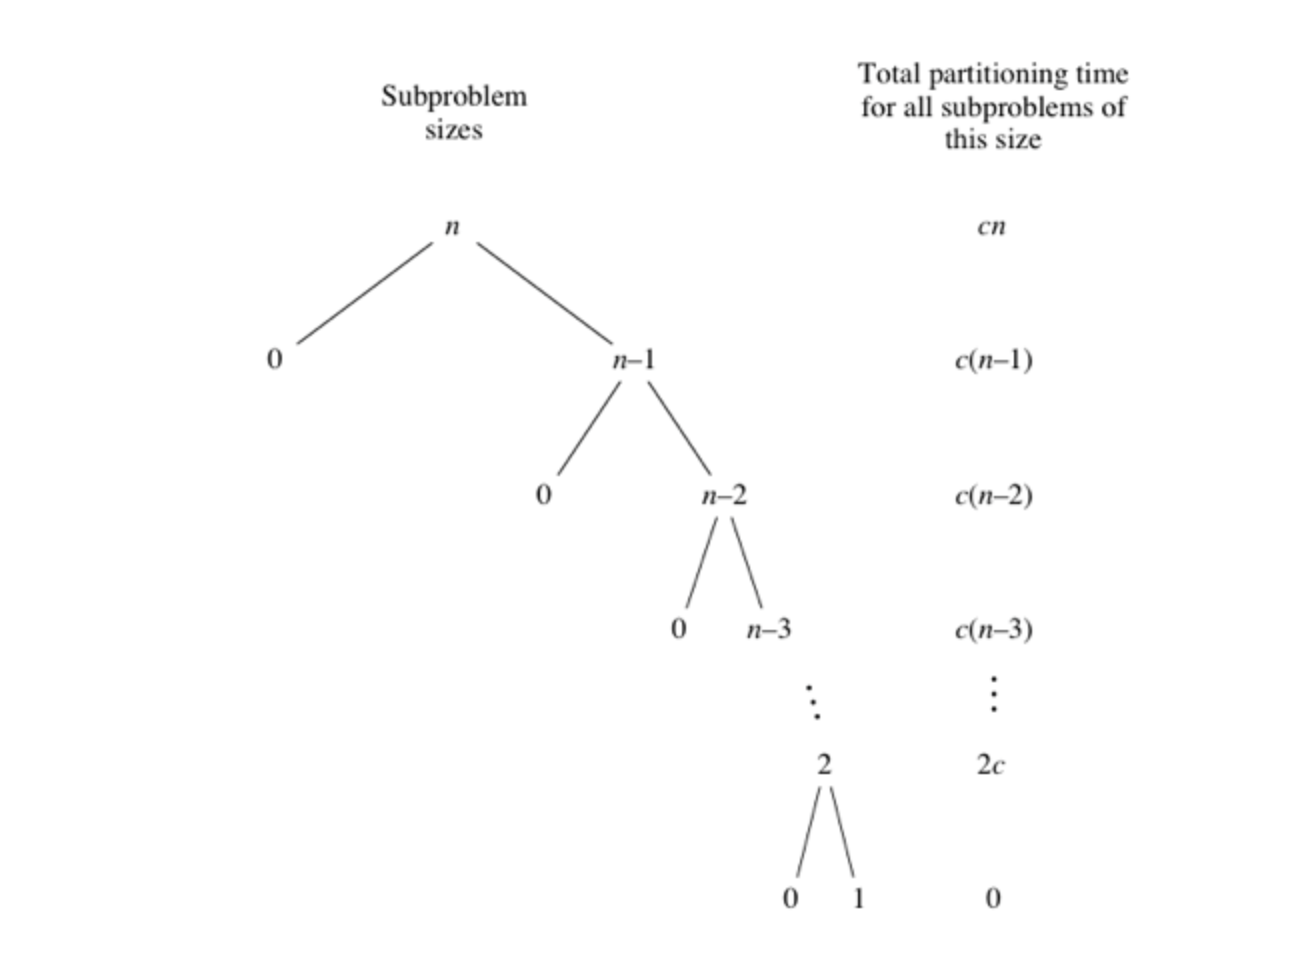 Total partitioning time
Subproblem
for all subproblems of
sizes
this size
n
cn
0
n–1
c(n–1)
0
n–2
c(n–2)
0
n–3
c(n–3)
2
2c
0
1
0